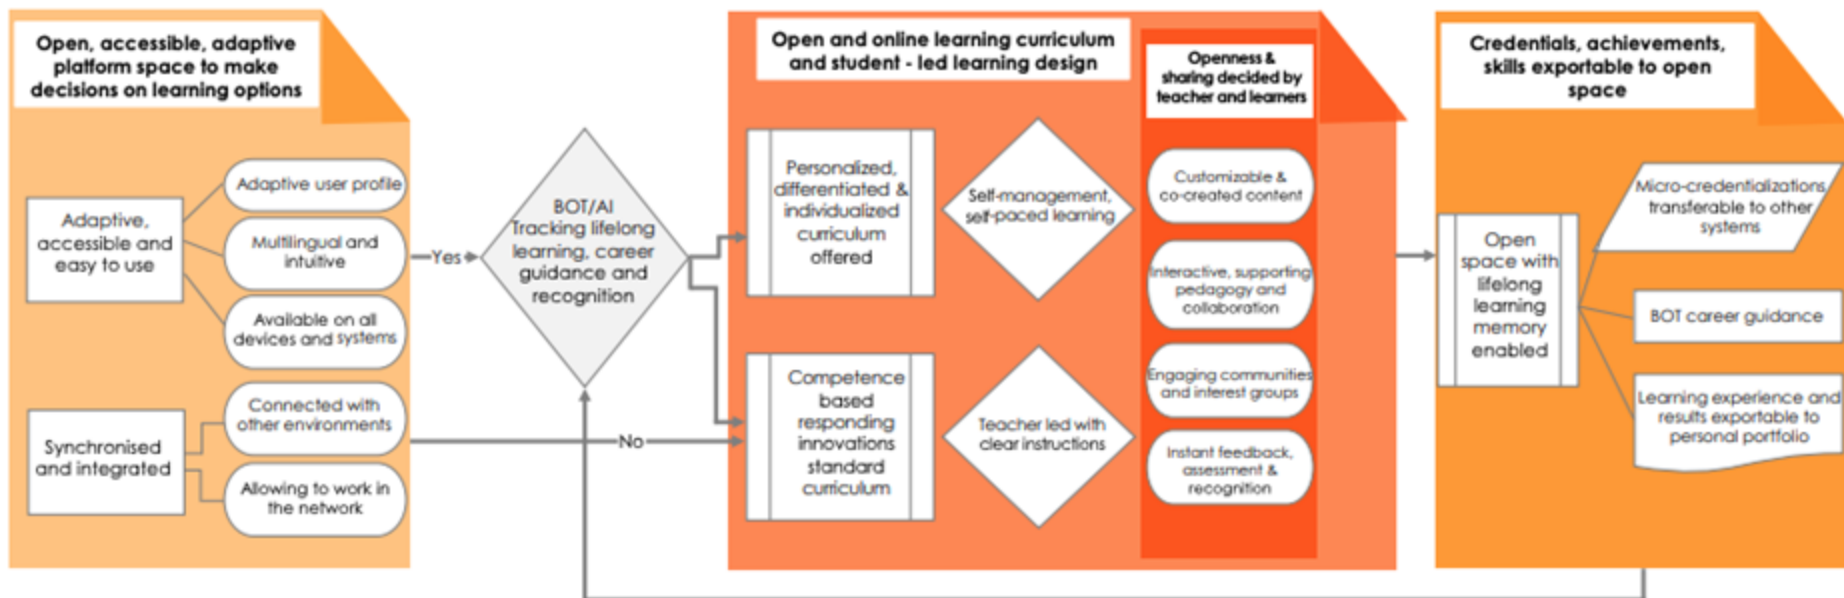 Open, accessible, adaptive
platform space to make
decisions on learning options
Adaptive,
accessible and
easy to use
Adaptive user profile
Multilingual and
intuitive
Available on all
devices and systems
Synchronised
and integrated
Connected with
other environments
Allowing to work in
the network
Yes
No
BOT/AI
Tracking lifelong
learning, career
guidance and
recognition
Open and online learning curriculum
and student - led learning design
Personalized,
differentiated &
individualized
curriculum
offered
Self-management,
self-paced learning
Competence
based
responding
innovations
standard
curriculum
Teacher led with
clear instructions
Openness &
sharing decided by
teacher and learners
Customizable &
co-created content
Interactive, supporting
pedagogy and
collaboration
Engaging communities
and interest groups
Instant feedback,
assessment &
recognition
Credentials, achievements,
skills exportable to open
space
Open
space with
lifelong
learning
memory
enabled
Micro-credentializations
transferable to other
systems
BOT career guidance
Learning experience and
results exportable to
personal portfolio